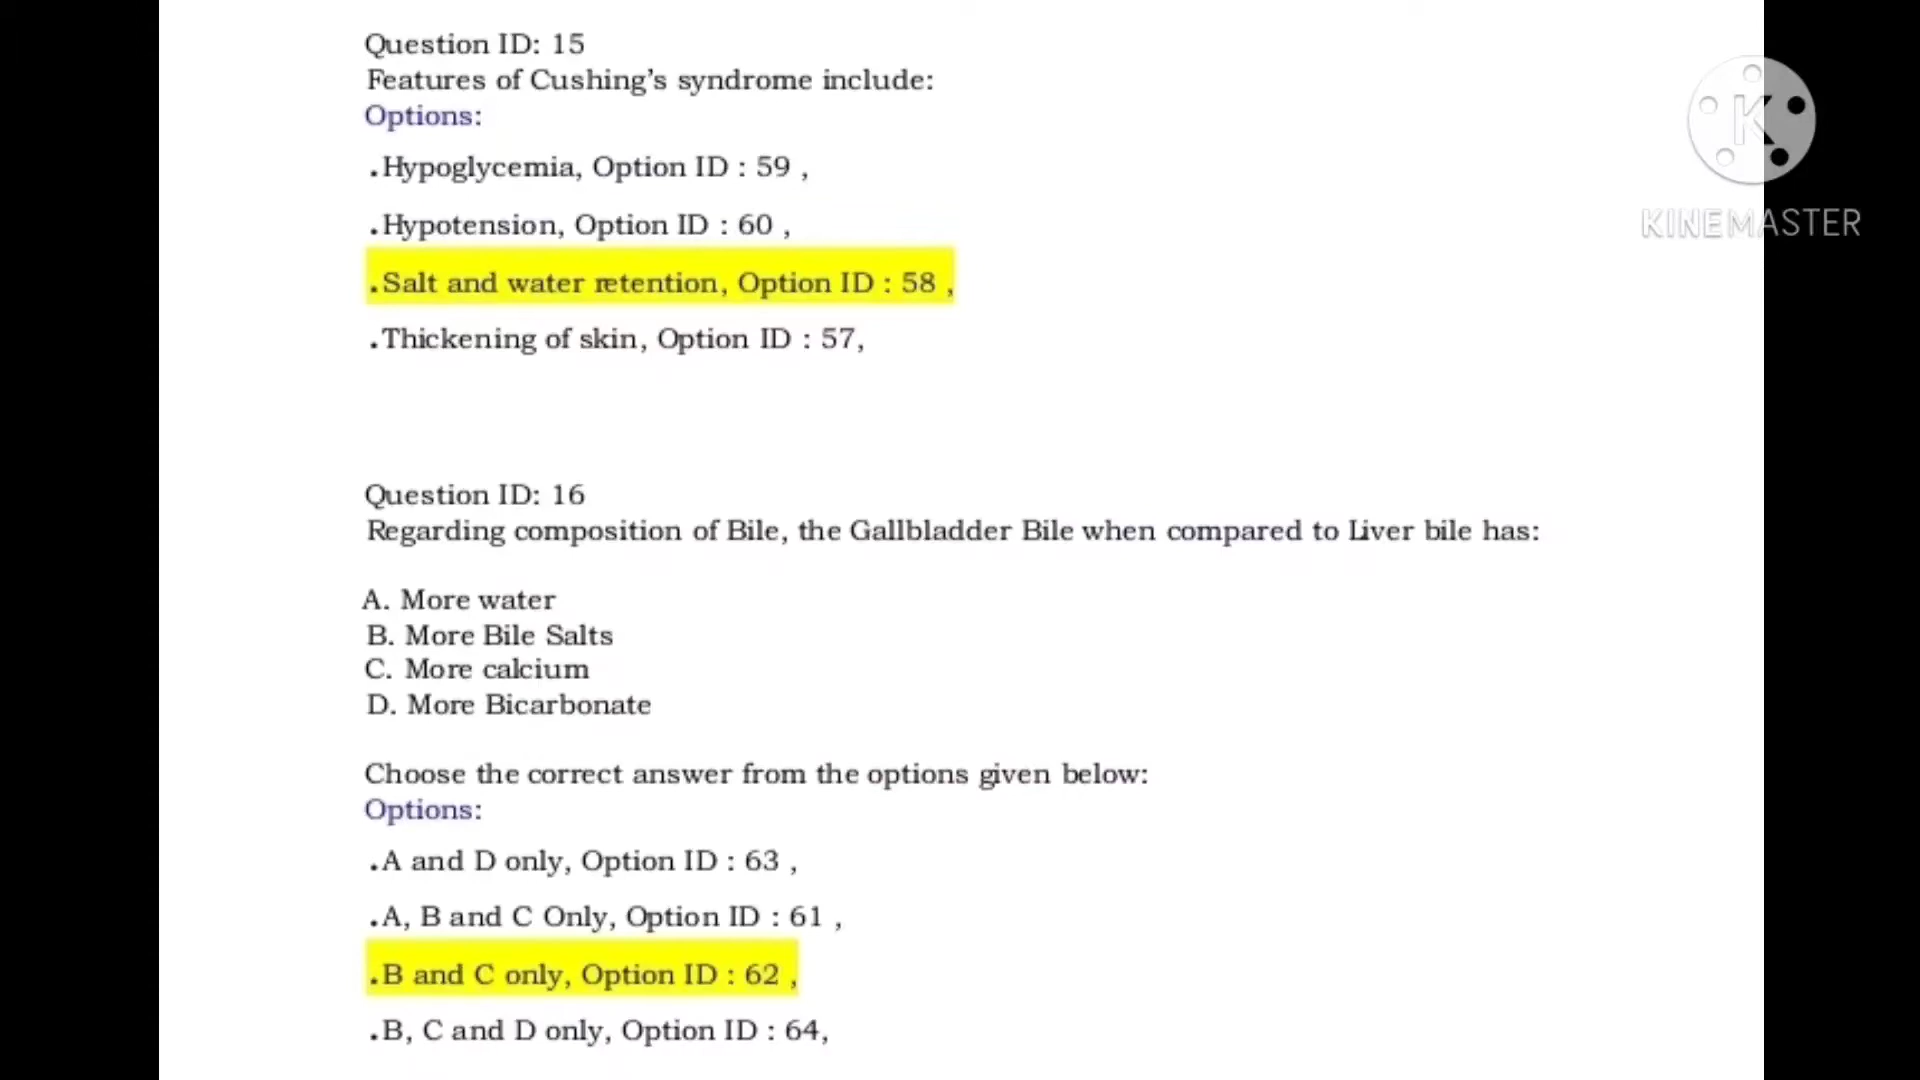 Question ID: 15
Features of Cushing's syndrome include:
Options:
.Hypoglycemia, Option ID : 59 ,
.Hypotension, Option ID : 60 ,
.Salt and water retention, Option ID : 58 ,
.Thickening of skin, Option ID : 57,
K
KINEMASTER
Question ID: 16
Regarding composition of Bile, the Gallbladder Bile when compared to Liver bile has:
A. More water
B. More Bile Salts
C. More calcium
D. More Bicarbonate
Choose the correct answer from the options given below:
Options:
.A and D only, Option ID : 63 ,
.A, B and C Only, Option ID : 61 ,
.B and C only, Option ID : 62 ,
.B, C and D only, Option ID : 64,